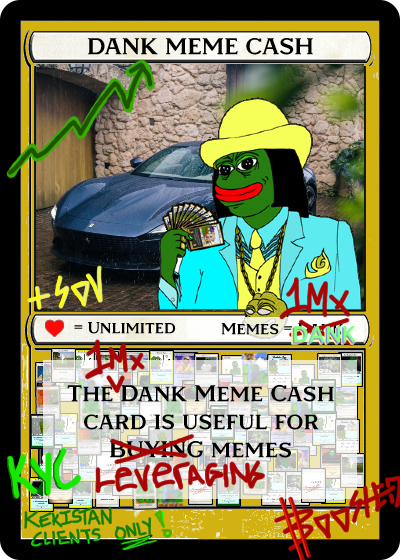 DANK MEME CASH
+SOV
1Mx
❤ = UNLIMITED MEMES =
DANK
1Mx
THE DANK MEME CASH
CARD IS USEFUL FOR
BUYING MEMES
KYC LEVERAGING
KEKISTAN
CLIENTS ONLY!
#BOOSTED